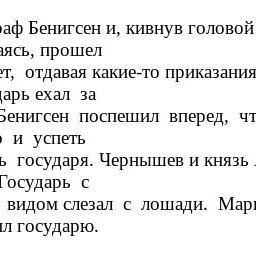 раф Бенигсен и, кивнув головой
аясь, прошел
ет, отдавая какие-то приказания
дарь ехал за
Бенигсен поспешил вперед, чт
о и успеть
ь государя. Чернышев и князь
Государь с
видом слезал с лошади. Марк
ил государю.